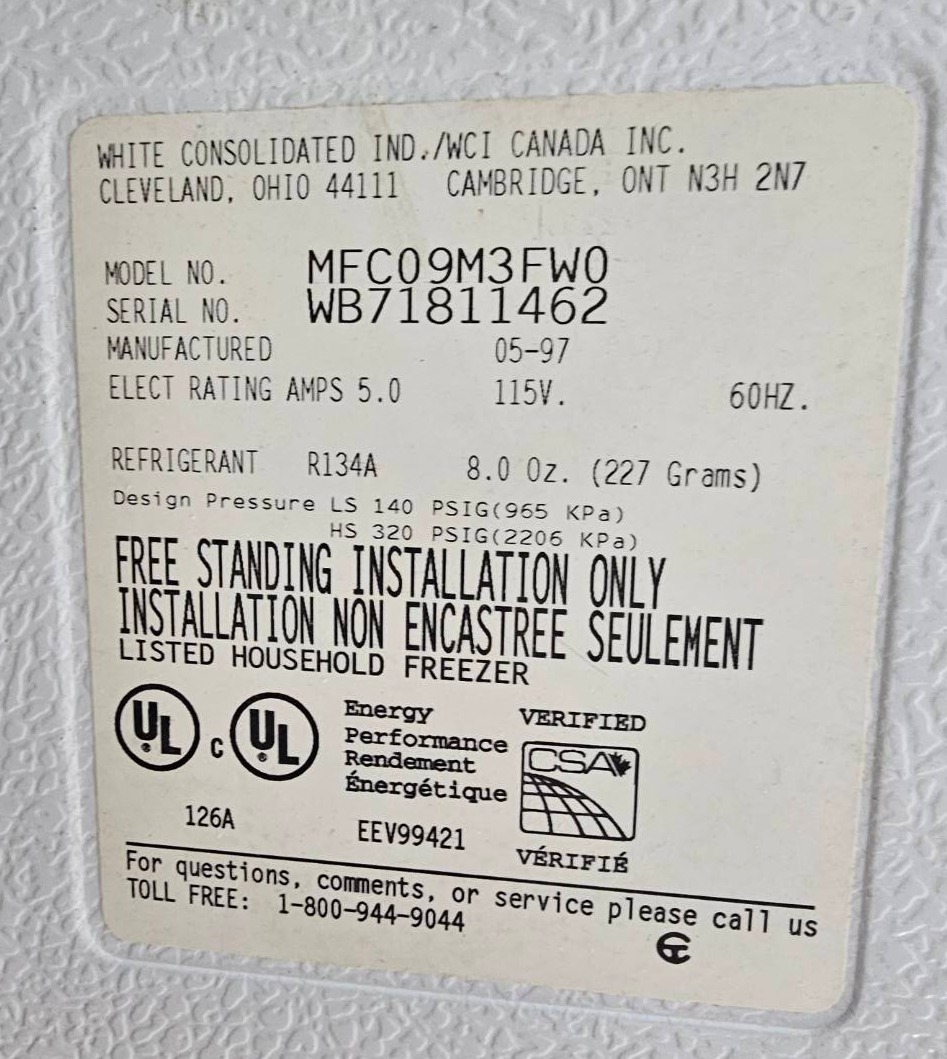 WHITE CONSOLIDATED IND./WCI CANADA INC.
CLEVELAND, OHIO 44111 CAMBRIDGE, ONT N3H 2N7
MODEL NO. MFC09M3FW0
SERIAL NO. WB71811462
MANUFACTURED 05-97
ELECT RATING AMPS 5.0 115V. 60HZ.
REFRIGERANT R134A 8.0 Oz. (227 Grams)
Design Pressure LS 140 PSIG(965 KPa)
HS 320 PSIG(2206 KPa)
FREE STANDING INSTALLATION ONLY
INSTALLATION NON ENCASTREE SEULEMENT
LISTED HOUSEHOLD FREEZER
UL ® c UL ®
Energy
Performance
Rendement
Énergétique
VERIFIED
CSA
VÉRIFIÉ
126A EEV99421
For questions, comments, or service please call us
TOLL FREE: 1-800-944-9044